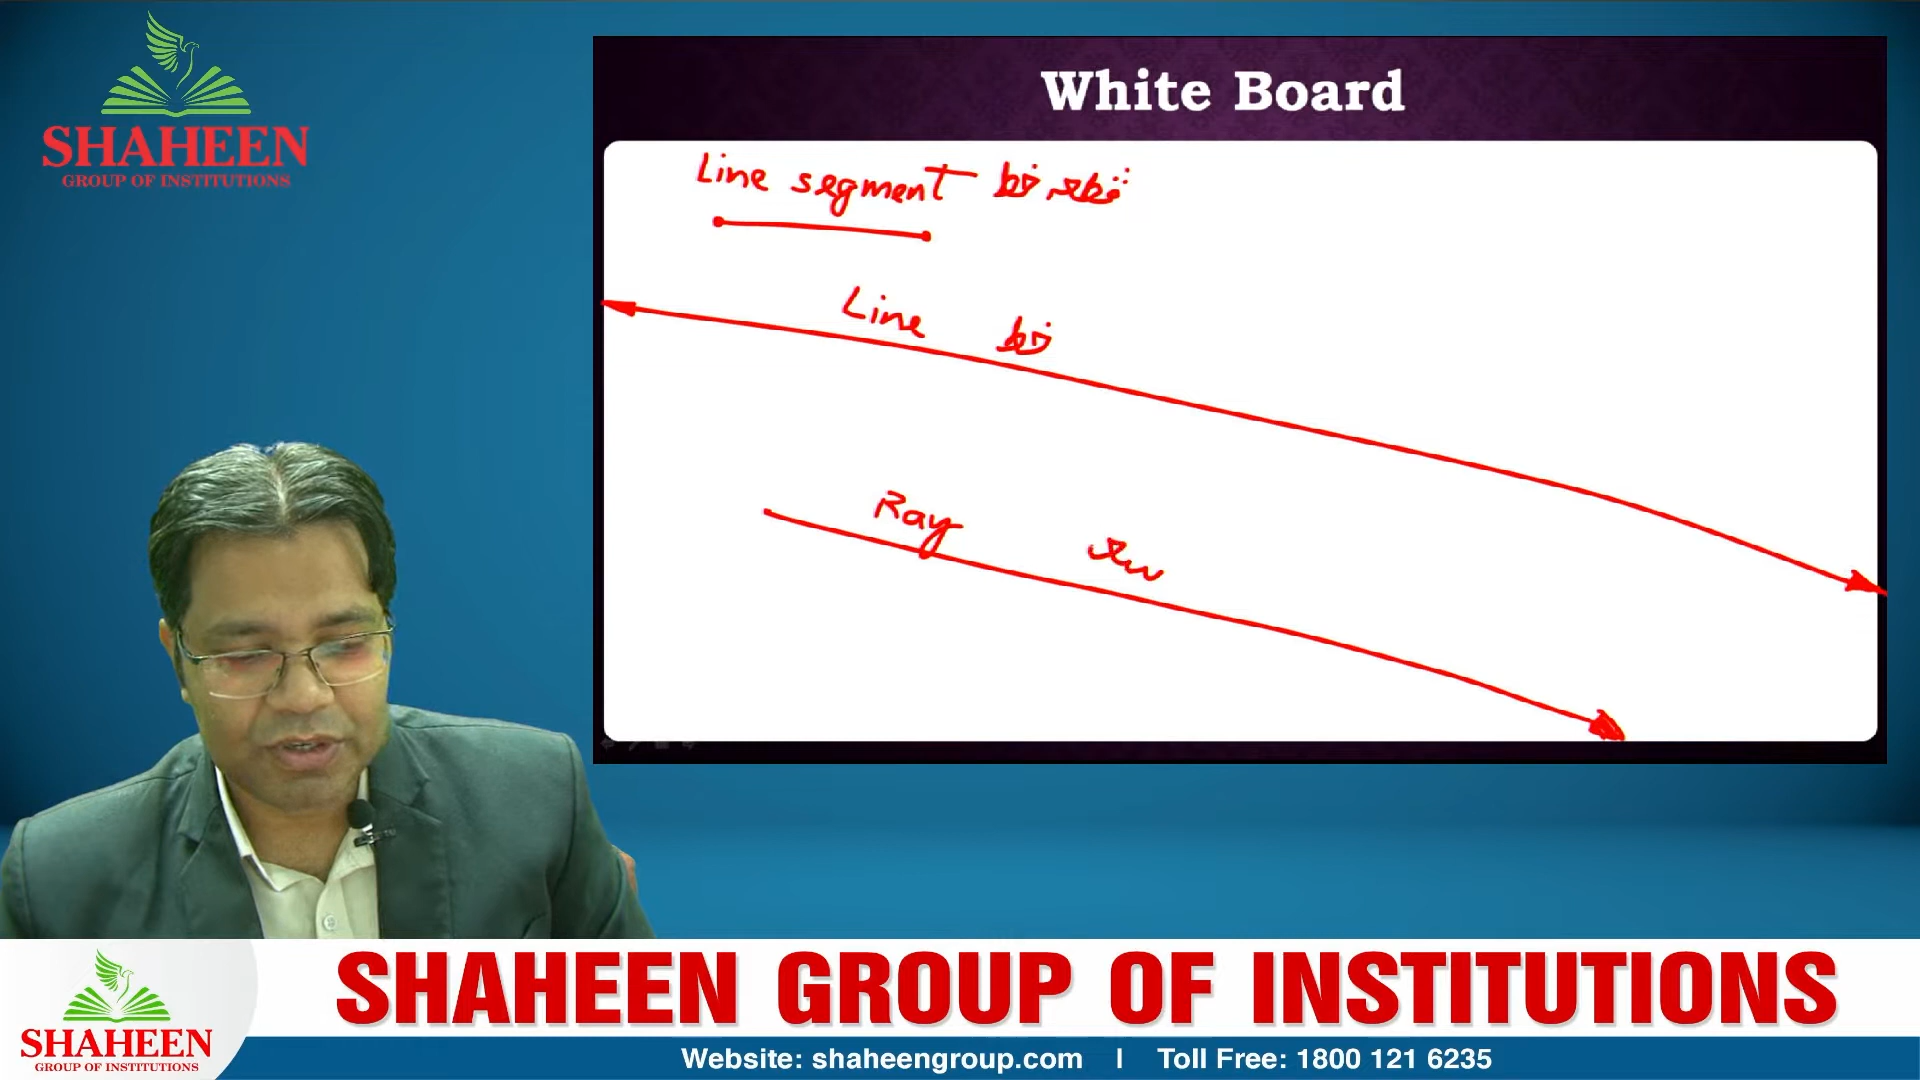 SHAHEEN
GROUP OF INSTITUTIONS
White Board
Line segment قطعہ خط
Line خط
Ray
SHAHEEN
GROUP OF INSTITUTIONS
SHAHEEN GROUP OF INSTITUTIONS
Website: shaheengroup.com | Toll Free: 1800 121 6235